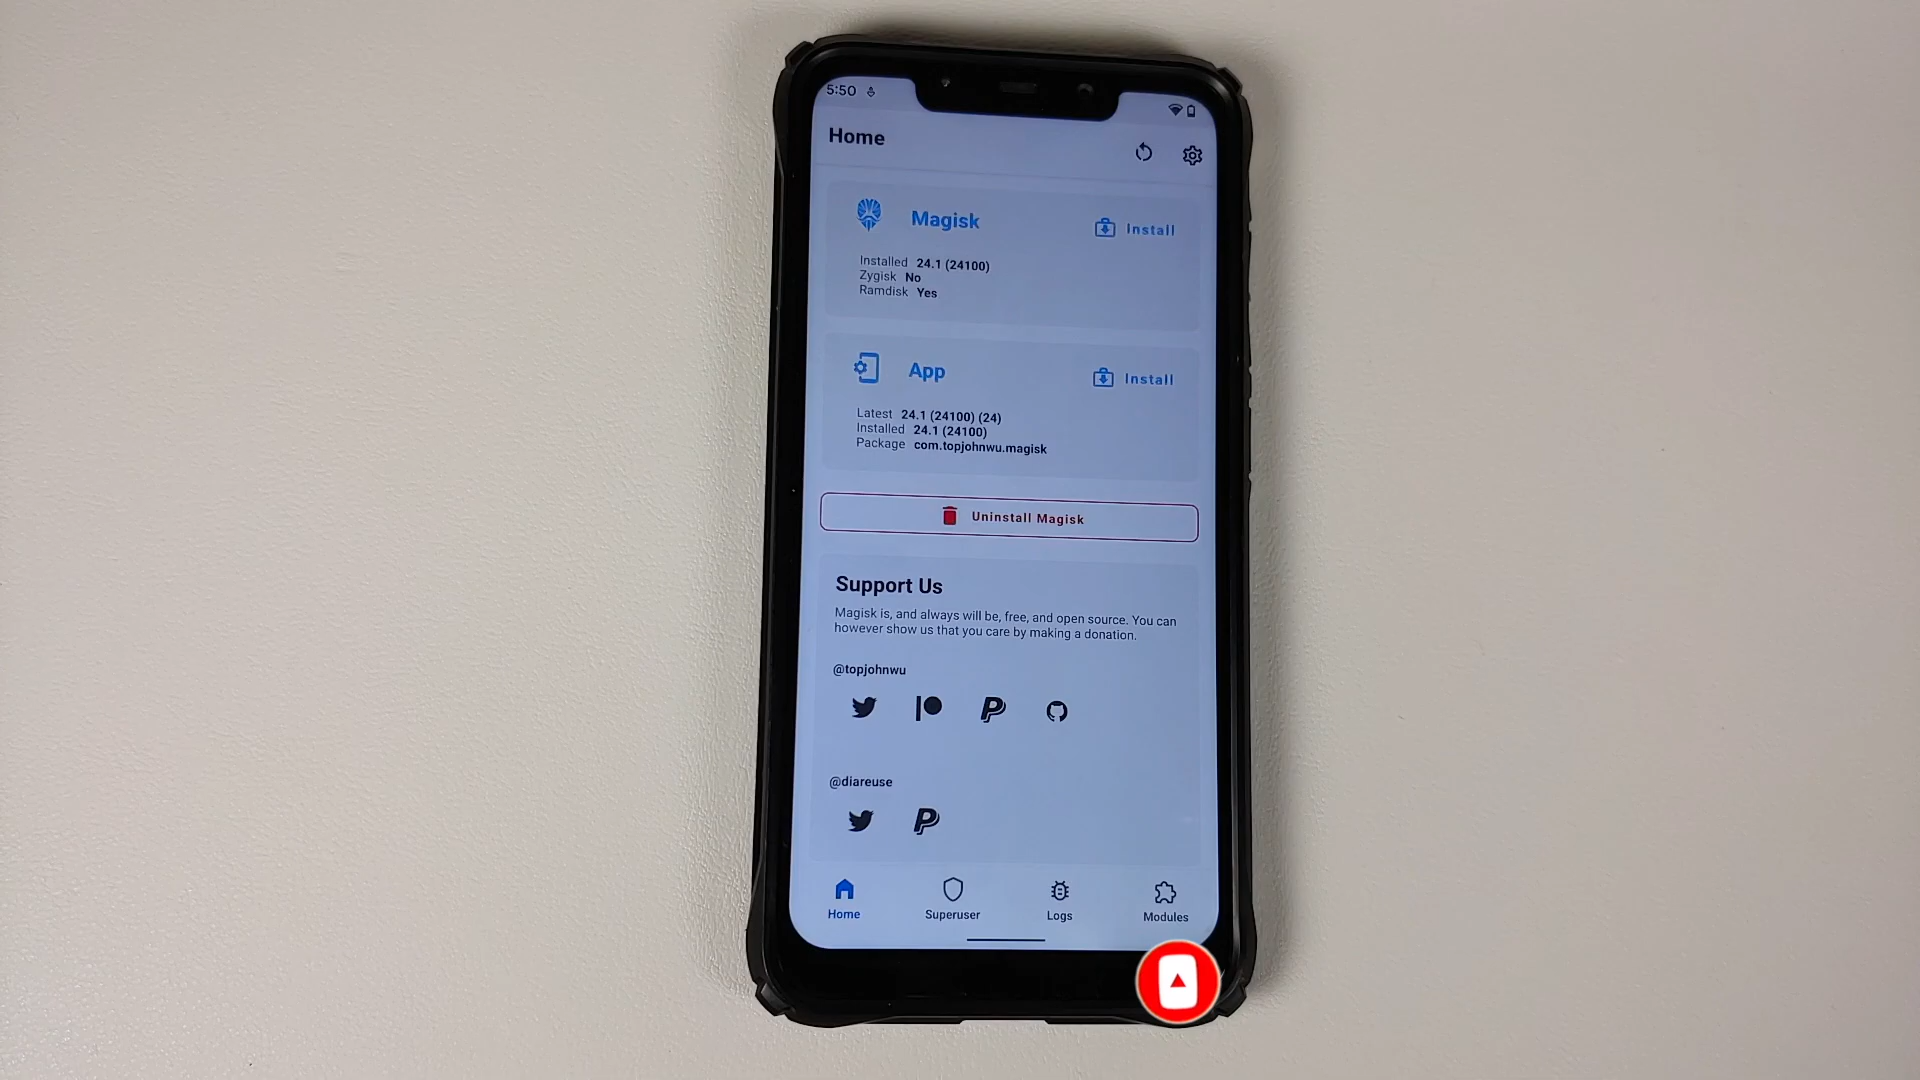 5:50
Home
Magisk
Install
Installed 24.1 (24100)
Zygisk No
Ramdisk Yes
App
Install
Latest 24.1 (24100) (24)
Installed 24.1 (24100)
Package com.topjohnwu.magisk
Uninstall Magisk
Support Us
Magisk is, and always will be, free, and open source. You can
however show us that you care by making a donation.
@topjohnwu
@diareuse
Home
Superuser
Logs
Modules